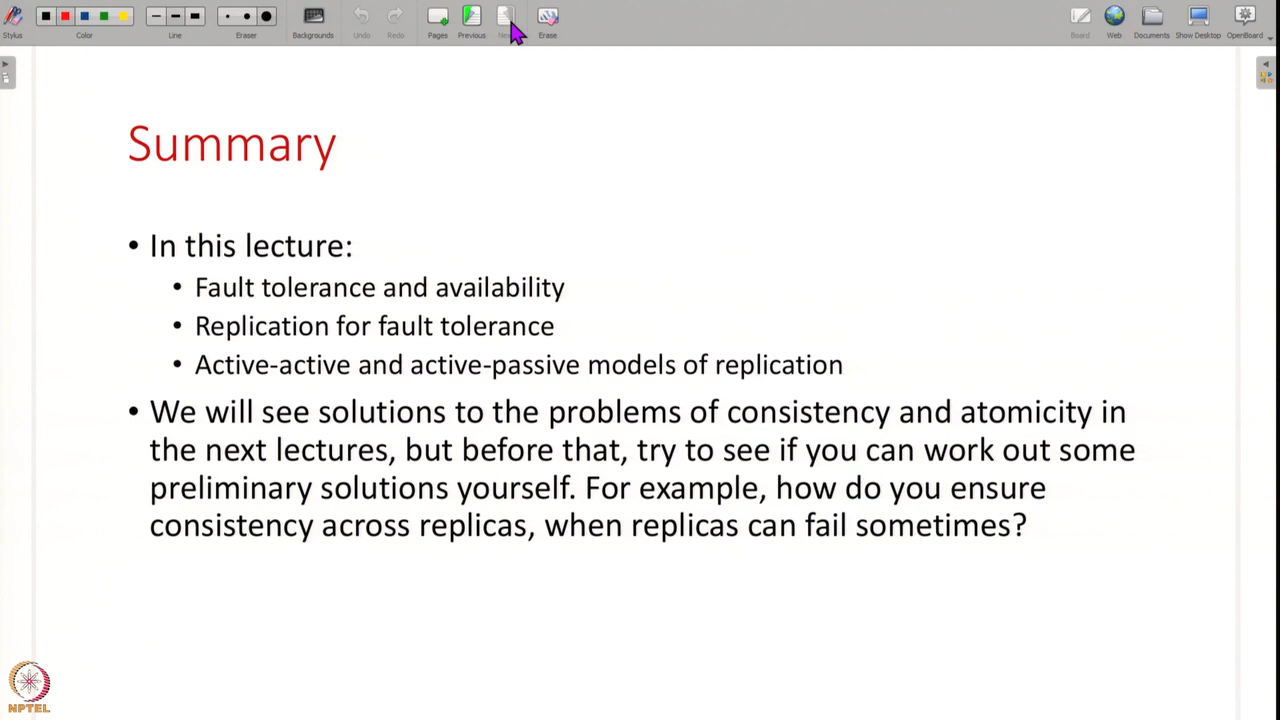 Stylus
Color
Line
Eraser
Backgrounds
Undo
Redo
Pages
Previous
Erase
Board
Web
Documents
Show Desktop
OpenBoard
Summary
• In this lecture:
• Fault tolerance and availability
• Replication for fault tolerance
• Active-active and active-passive models of replication
• We will see solutions to the problems of consistency and atomicity in
the next lectures, but before that, try to see if you can work out some
preliminary solutions yourself. For example, how do you ensure
consistency across replicas, when replicas can fail sometimes?
NPTEL